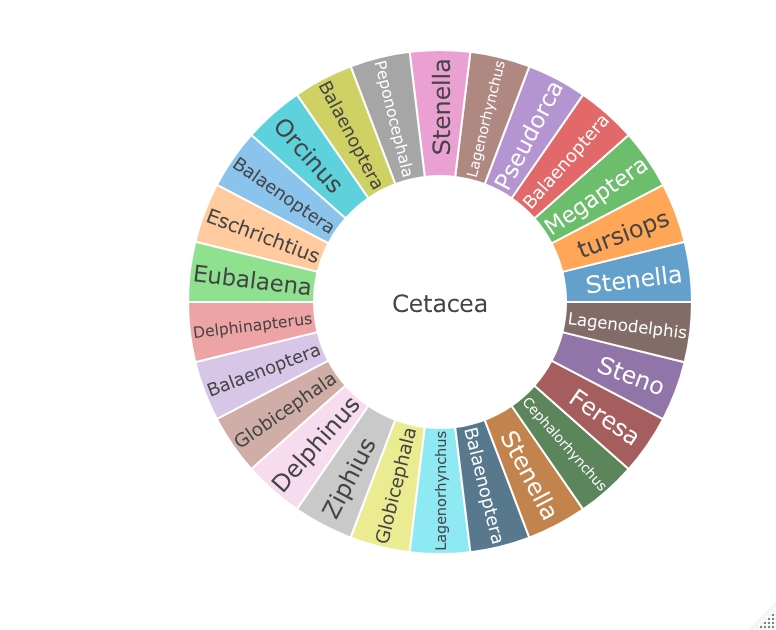 Stenella
Lagenorhynchus
Pseudorca
Balaenoptera
Megaptera
tursiops
Stenella
Lagenodelphis
Steno
Feresa
Cephalorhynchus
Stenella
Balaenoptera
Lagenorhynchus
Globicephala
Ziphius
Delphinus
Globicephala
Balaenoptera
Delphinapterus
Eubalaena
Eschrichtius
Balaenoptera
Orcinus
Balaenoptera
Peponocephala
Cetacea